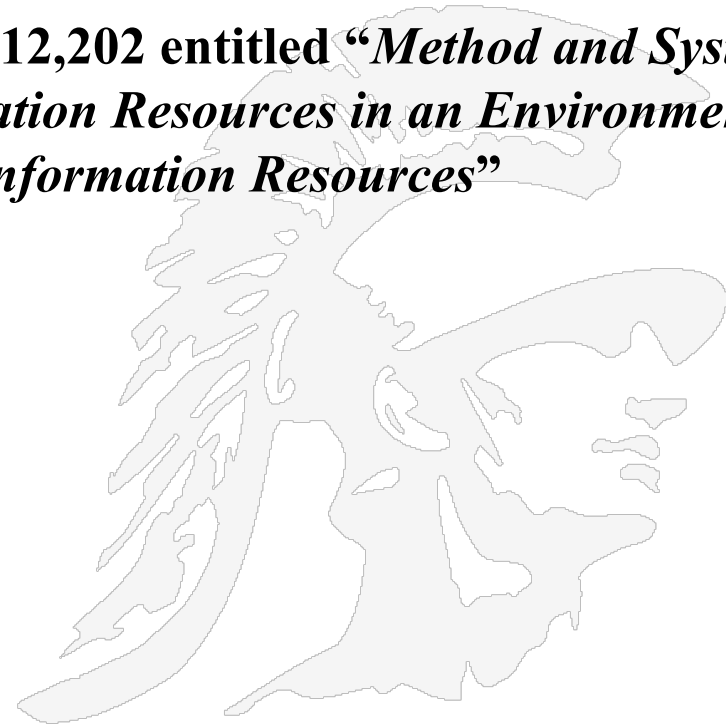 12,202 entitled “Method and Sys
ation Resources in an Environme
nformation Resources”